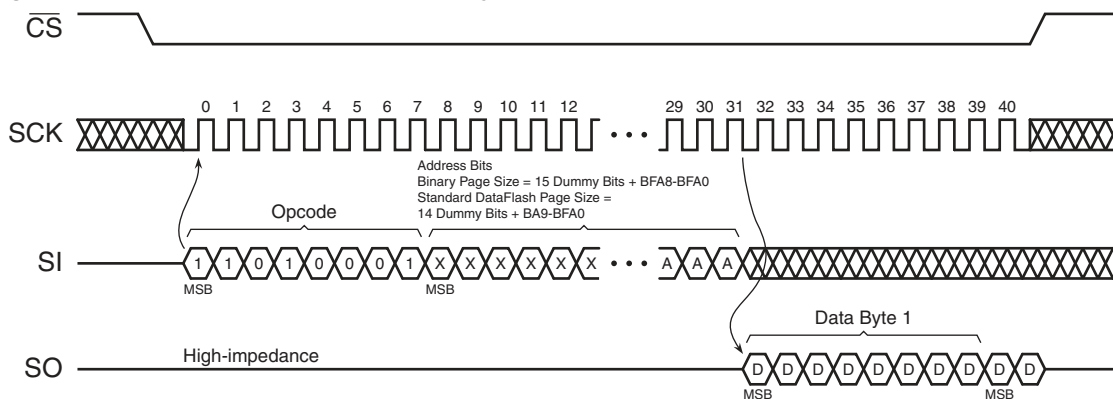 CS
0 1 2 3 4 5 6 7 8 9 10 11 12 29 30 31 32 33 34 35 36 37 38 39 40
SCK
Address Bits
Binary Page Size = 15 Dummy Bits + BFA8-BFA0
Standard DataFlash Page Size =
14 Dummy Bits + BA9-BFA0
Opcode
SI 1 1 0 1 0 0 0 1 X X X X X X • • • A A A
MSB MSB
Data Byte 1
High-impedance
SO D D D D D D D D D D
MSB MSB